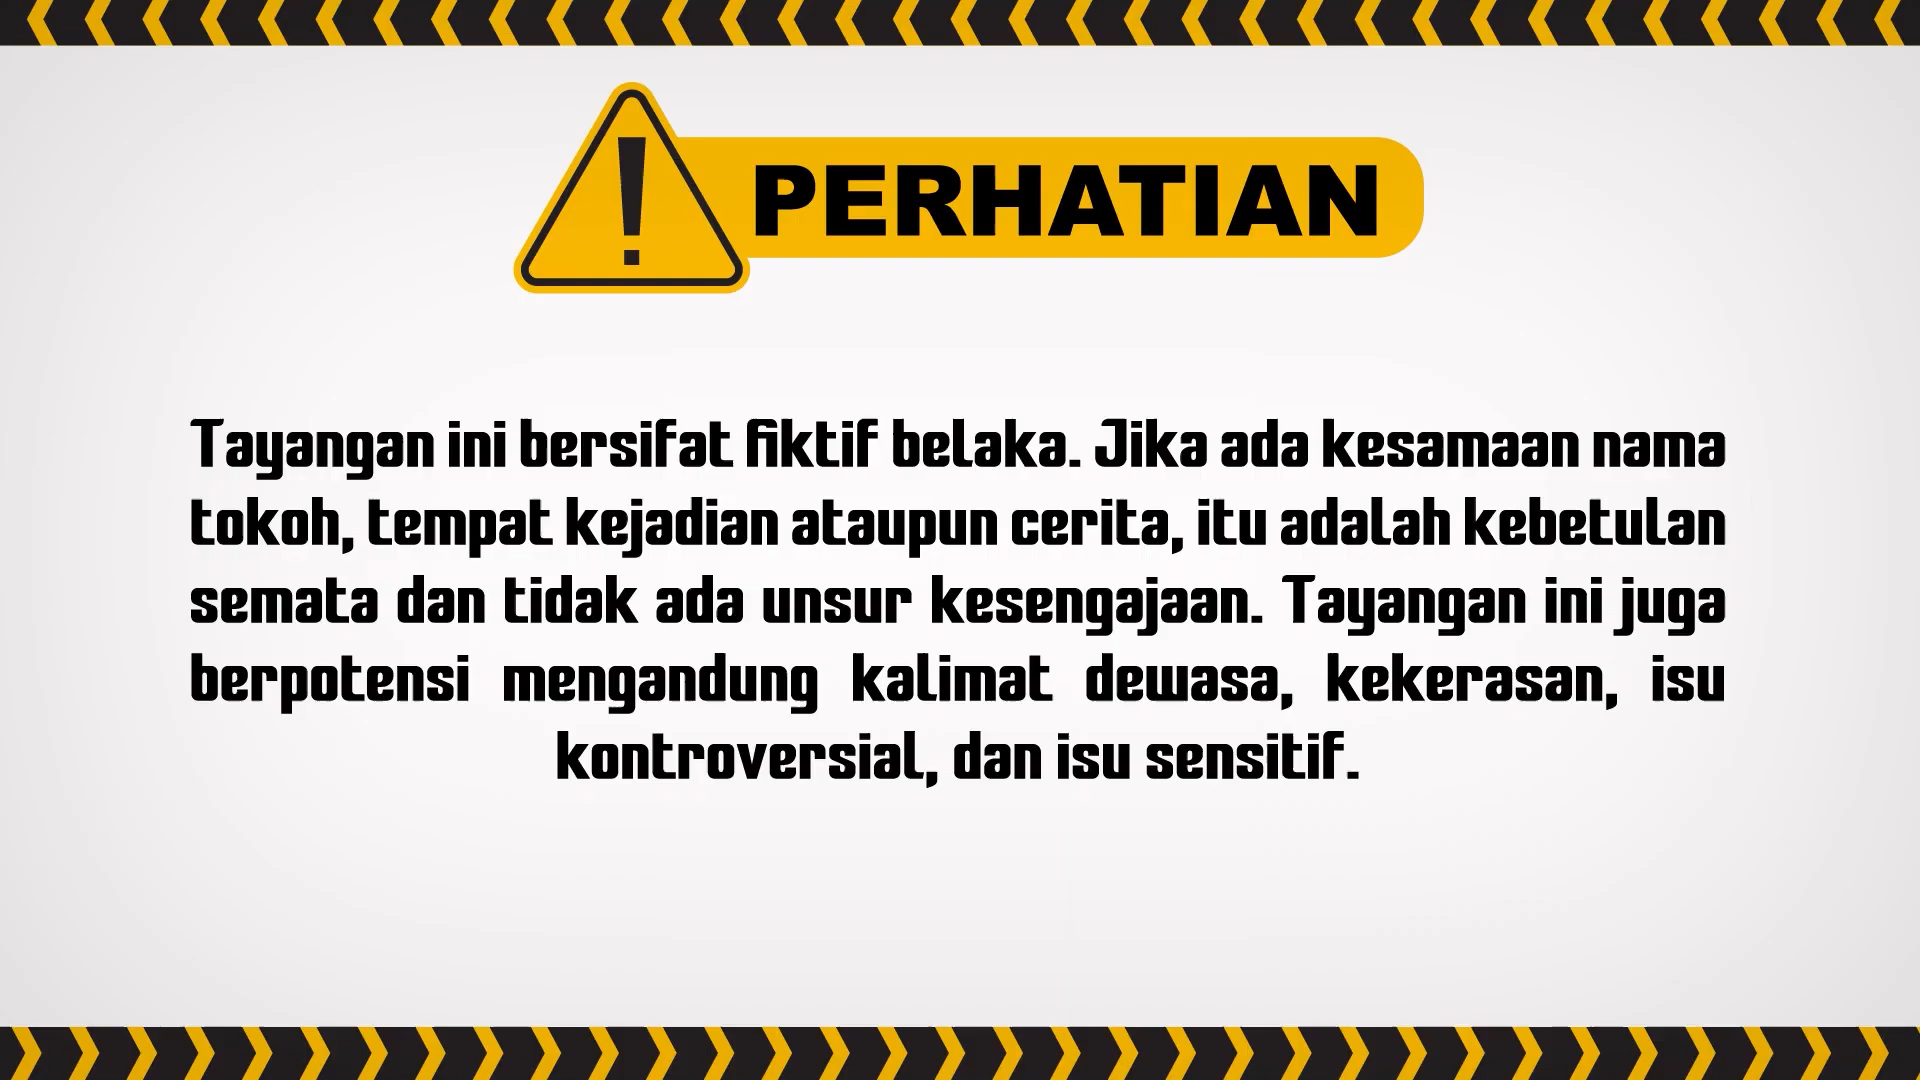 PERHATIAN
Tayangan ini bersifat fiktif belaka. Jika ada kesamaan nama
tokoh, tempat kejadian ataupun cerita, itu adalah kebetulan
semata dan tidak ada unsur kesengajaan. Tayangan ini juga
berpotensi mengandung kalimat dewasa, kekerasan, isu
kontroversial, dan isu sensitif.